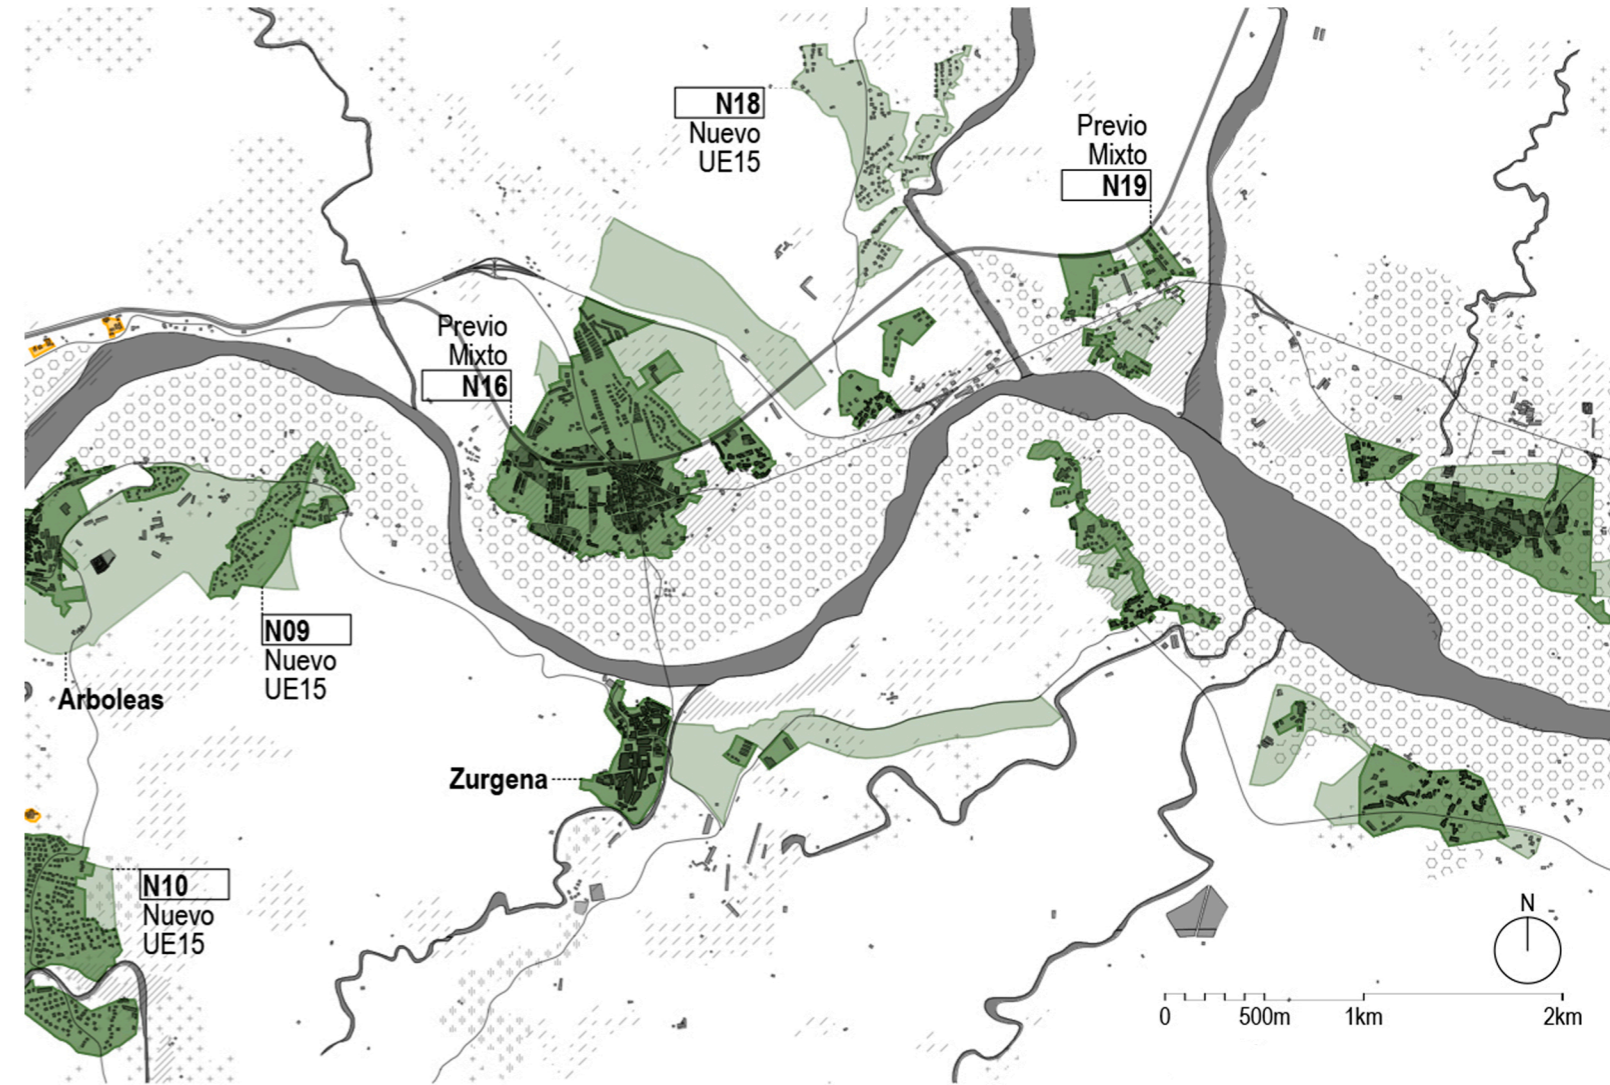 N18
Nuevo
UE15
Previo
Mixto
N19
Previo
Mixto
N16
N09
Nuevo
UE15
Arboleas
Zurgena
N10
Nuevo
UE15
N
0 500m 1km 2km